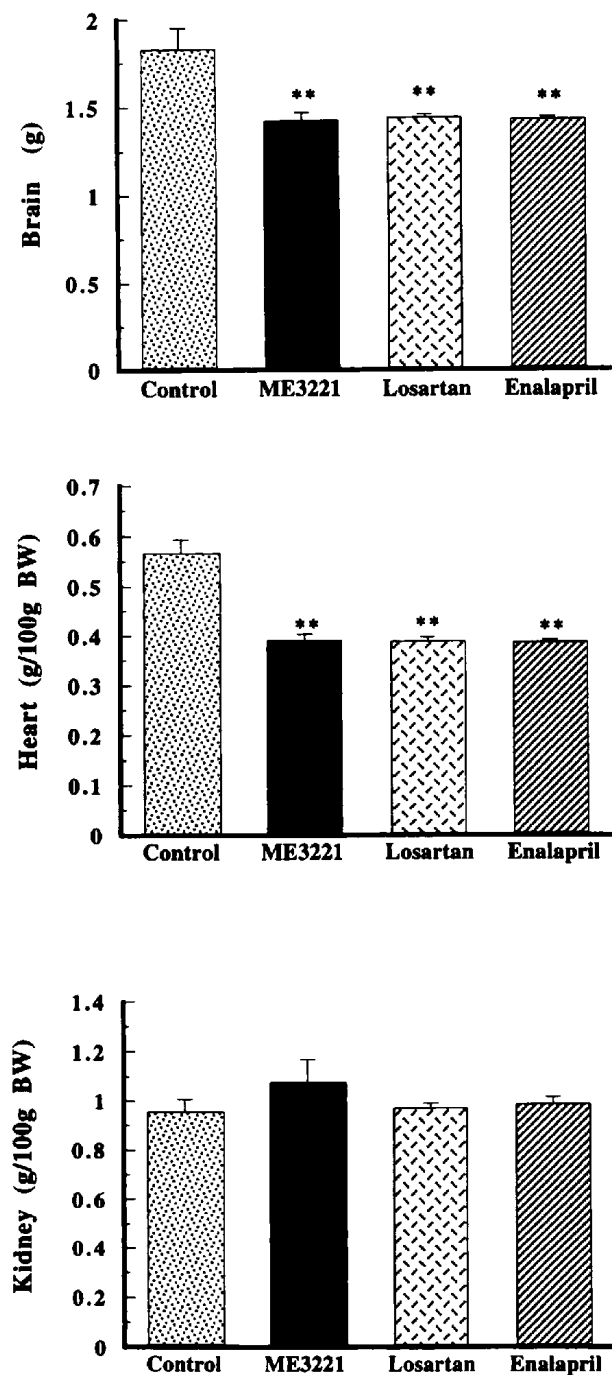 2
1.5
1
0.5
0
Brain (g)
** ** **
Control ME3221 Losartan Enalapril
0.7
0.6
0.5
0.4
0.3
0.2
0.1
0
Heart (g/100g BW)
** ** **
Control ME3221 Losartan Enalapril
1.4
1.2
1
0.8
0.6
0.4
0.2
0
Kidney (g/100g BW)
Control ME3221 Losartan Enalapril